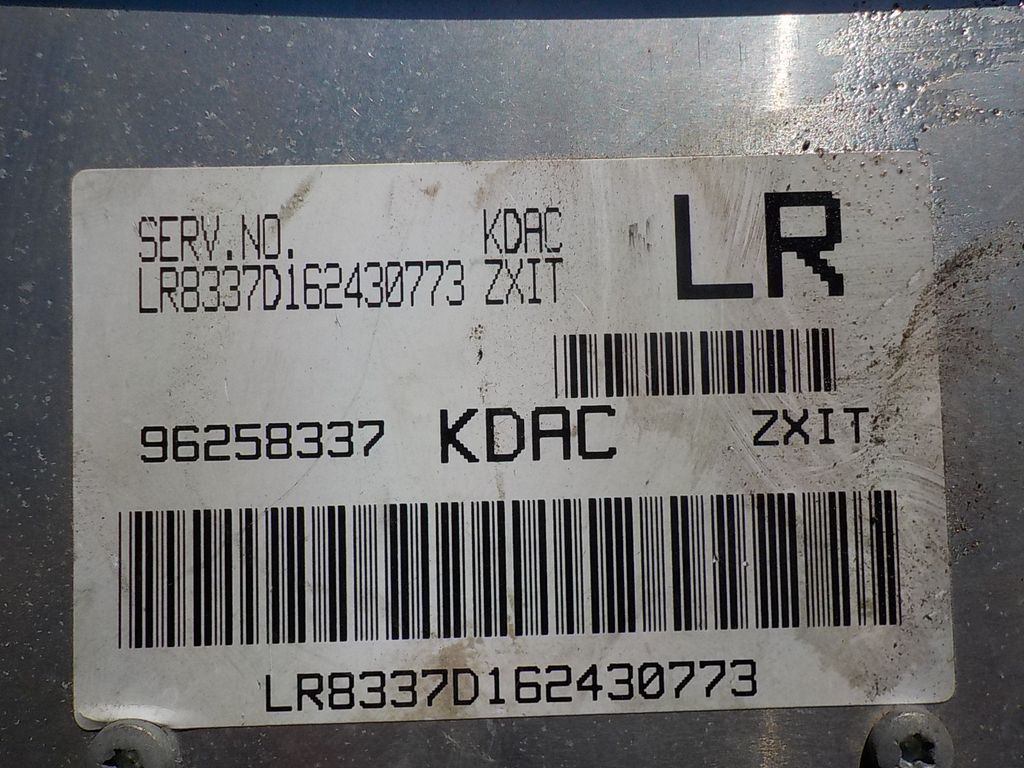 SERV.NO. KDAC LR
LR8337D162430773 ZXIT
96258337 KDAC ZXIT
LR8337D162430773